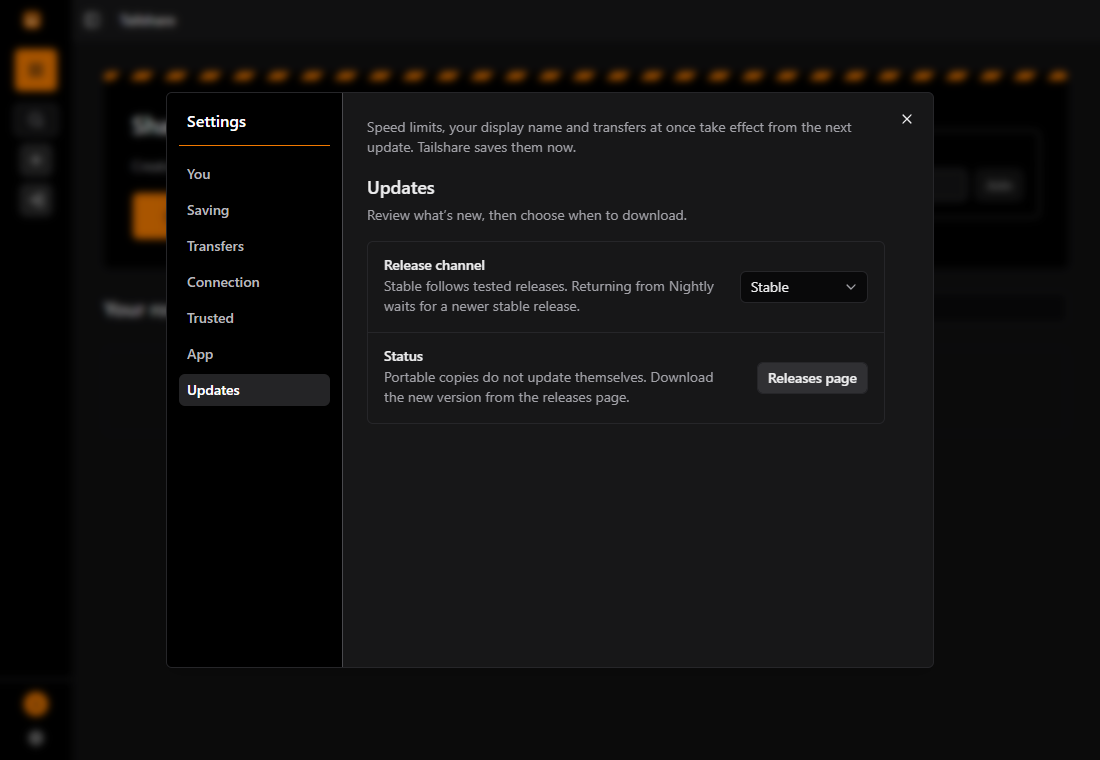 Tailshare
Settings
You
Saving
Transfers
Connection
Trusted
App
Updates
Speed limits, your display name and transfers at once take effect from the next
update. Tailshare saves them now.
Updates
Review what’s new, then choose when to download.
Release channel
Stable follows tested releases. Returning from Nightly
waits for a newer stable release.
Stable
Status
Portable copies do not update themselves. Download
the new version from the releases page.
Releases page